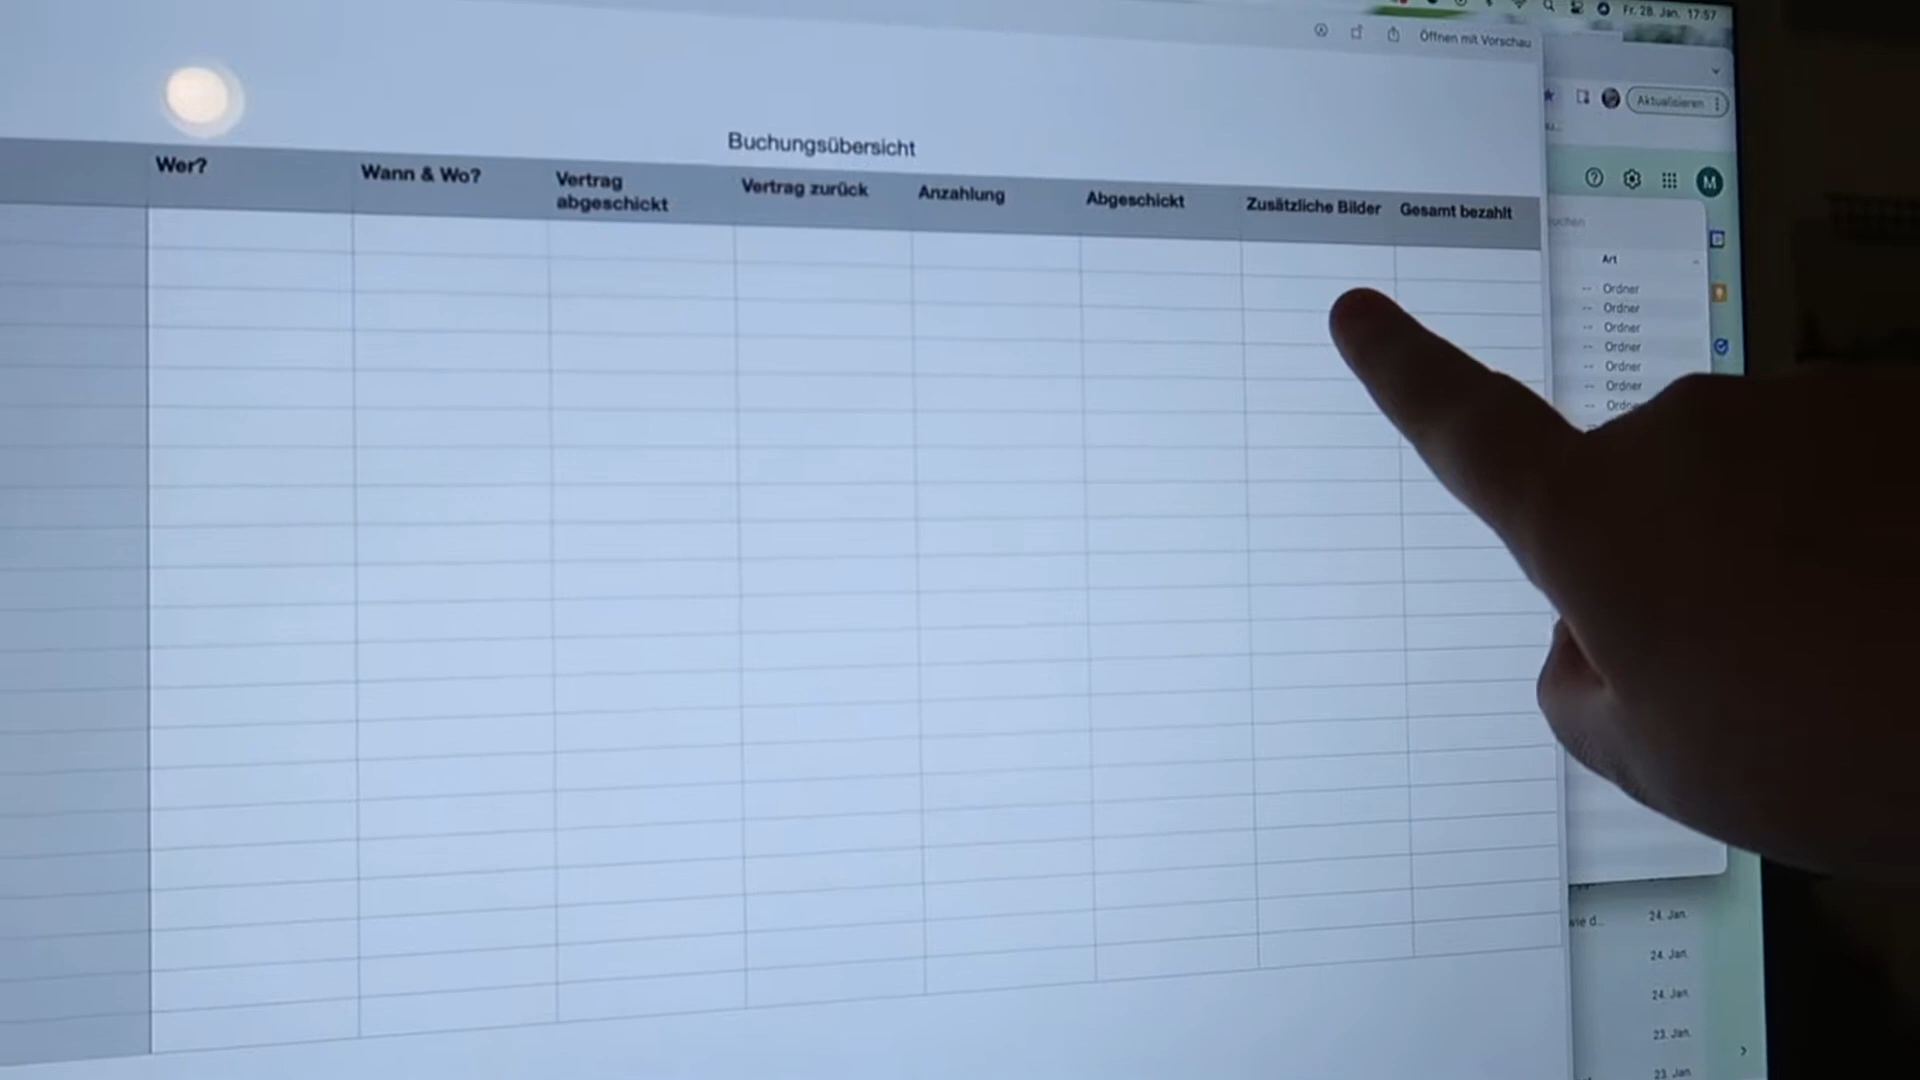 Fr. 28. Jan. 17:57
Öffnen mit Vorschau
Aktualisieren
Buchungsübersicht
Wer?
Wann & Wo?
Vertrag
abgeschickt
Vertrag zurück
Anzahlung
Abgeschickt
Zusätzliche Bilder
Gesamt bezahlt
M
Art
-- Ordner
-- Ordner
-- Ordner
-- Ordner
-- Ordner
-- Ordner
wie d..
24. Jan.
24. Jan.
24. Jan.
23. Jan.
23. Jan.